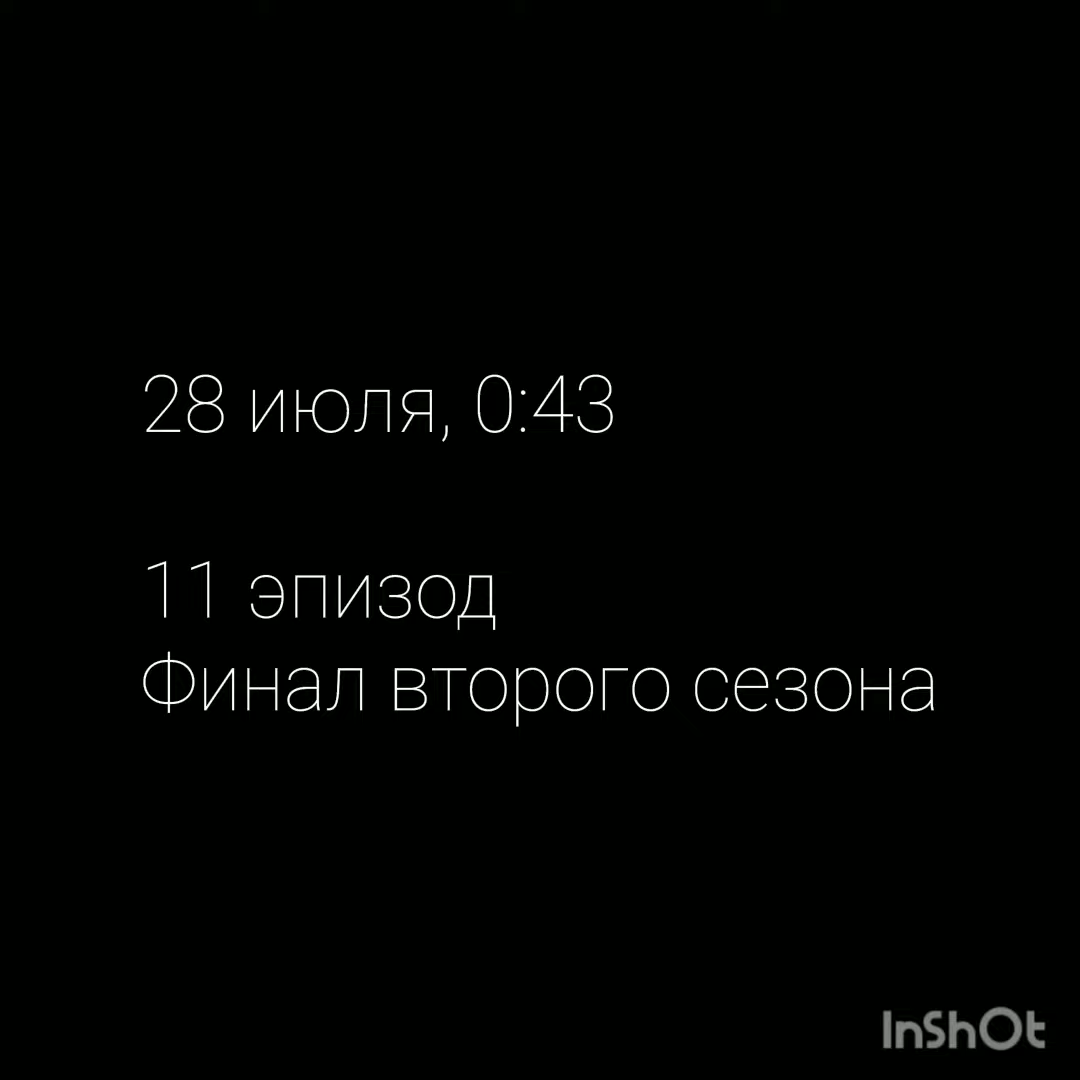 28 июля, 0:43
11 эпизод
Финал второго сезона
InShOt